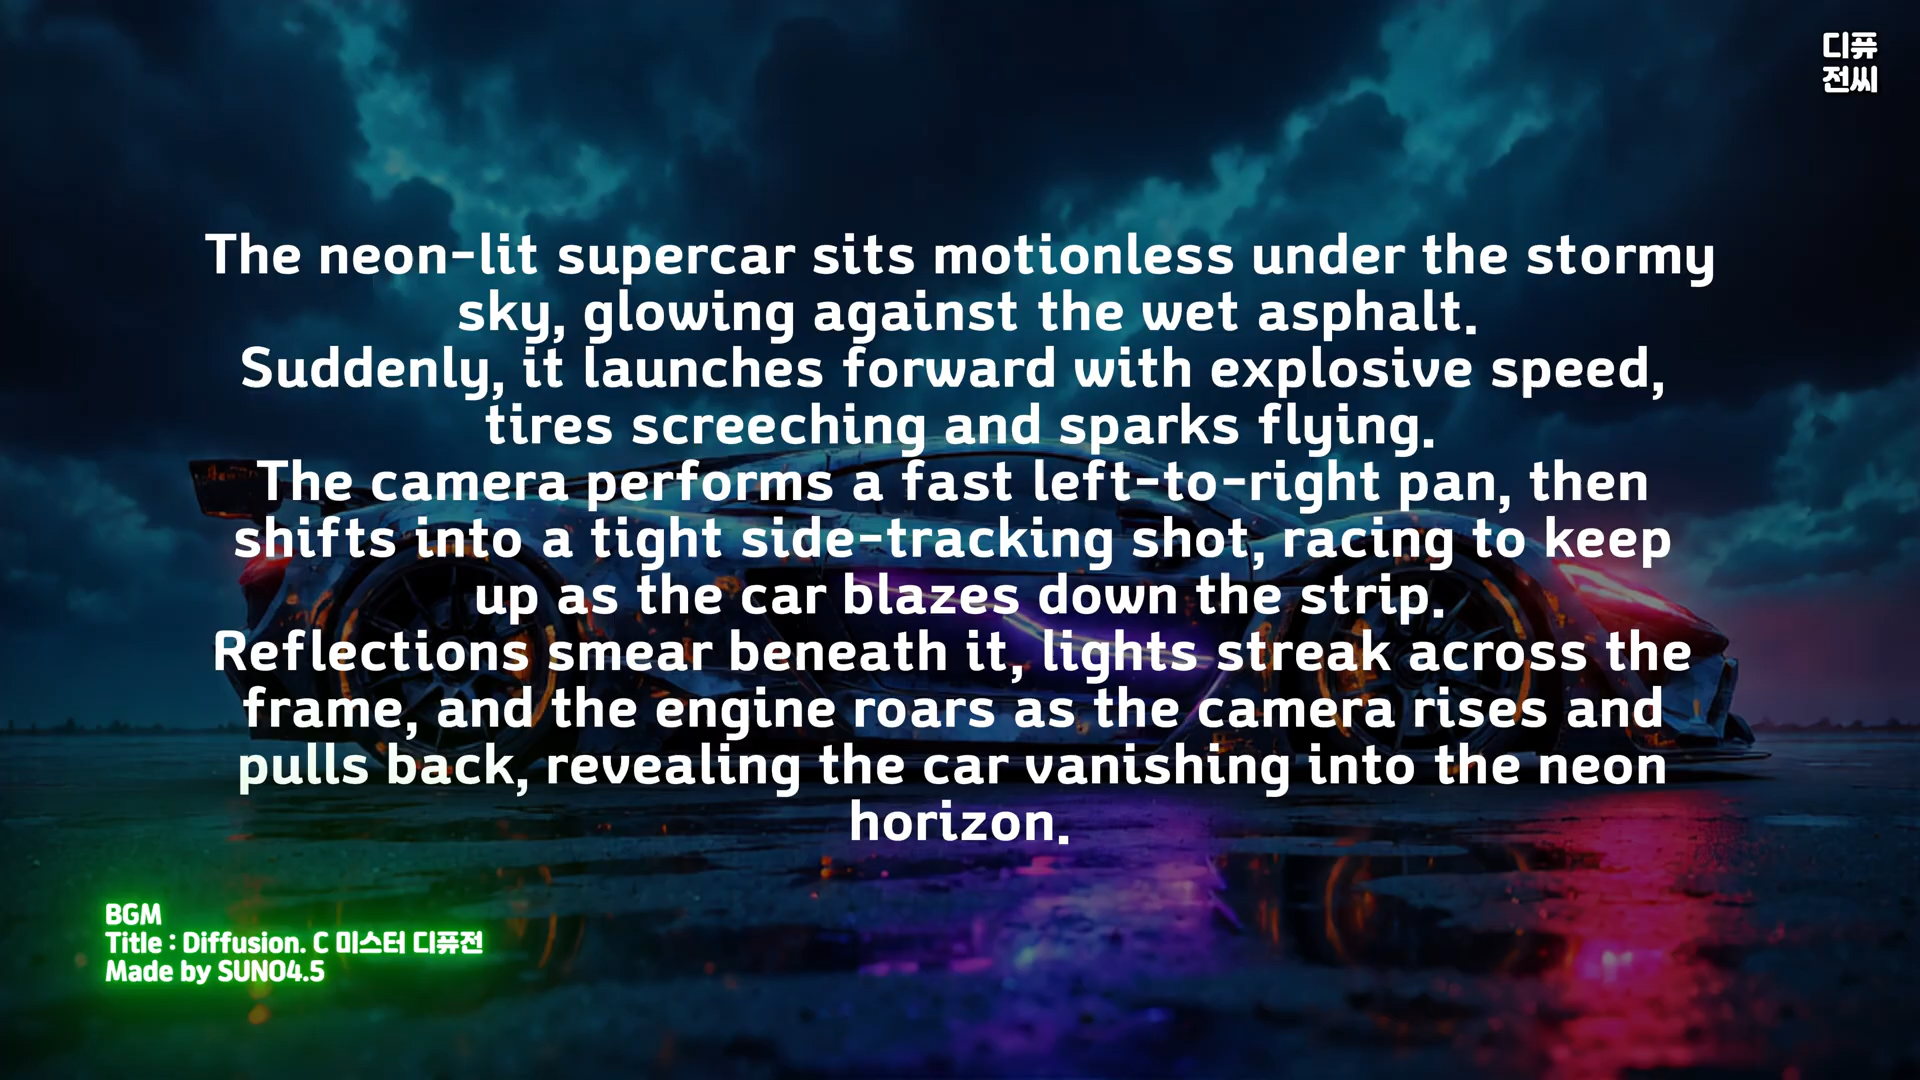 디퓨
전씨
The neon-lit supercar sits motionless under the stormy
sky, glowing against the wet asphalt.
Suddenly, it launches forward with explosive speed,
tires screeching and sparks flying.
The camera performs a fast left-to-right pan, then
shifts into a tight side-tracking shot, racing to keep
up as the car blazes down the strip.
Reflections smear beneath it, lights streak across the
frame, and the engine roars as the camera rises and
pulls back, revealing the car vanishing into the neon
horizon.
BGM
Title : Diffusion. C 미스터 디퓨전
Made by SUNO4.5